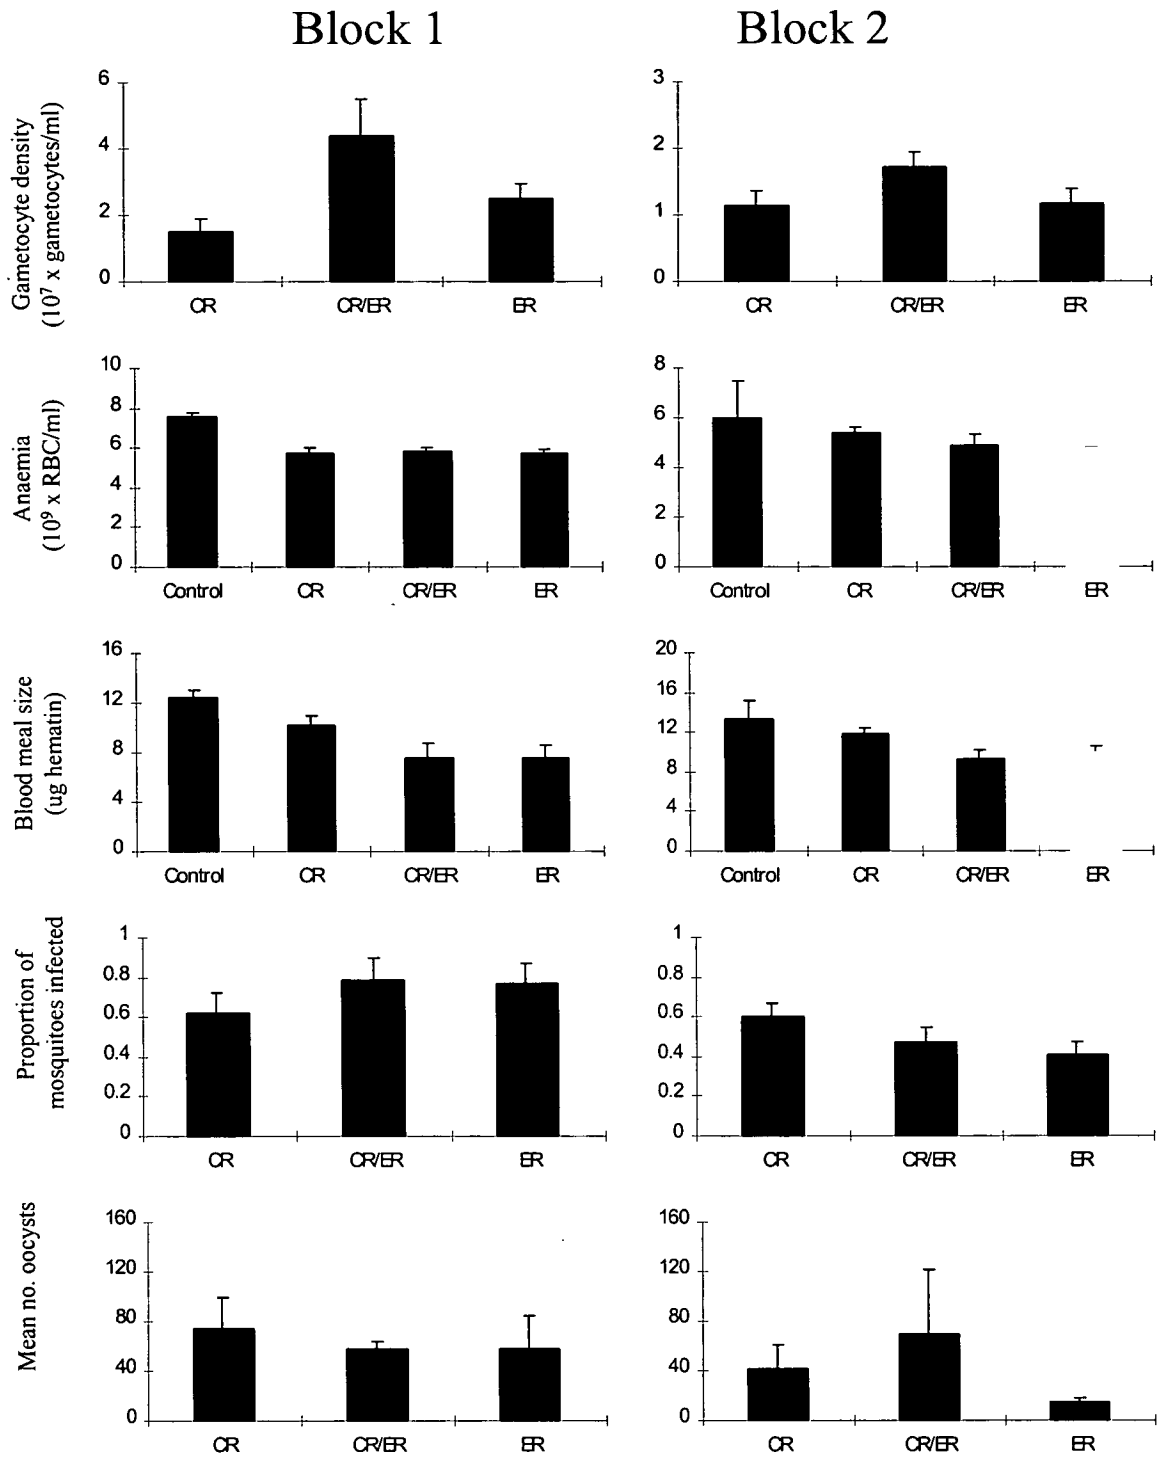 Block 1
Block 2
Gametocyte density
(10⁷ x gametocytes/ml)
6
4
2
0
CR
CR/ER
ER
3
2
1
0
CR
CR/ER
ER
Anaemia
(10⁹ x RBC/ml)
10
8
6
4
2
0
Control
CR
CR/ER
ER
8
6
4
2
0
Control
CR
CR/ER
ER
Blood meal size
(ug hematin)
16
12
8
4
0
Control
CR
CR/ER
ER
20
16
12
8
4
0
Control
CR
CR/ER
ER
Proportion of
mosquitoes infected
1
0.8
0.6
0.4
0.2
0
CR
CR/ER
ER
1
0.8
0.6
0.4
0.2
0
CR
CR/ER
ER
Mean no. oocysts
160
120
80
40
0
CR
CR/ER
ER
160
120
80
40
0
CR
CR/ER
ER